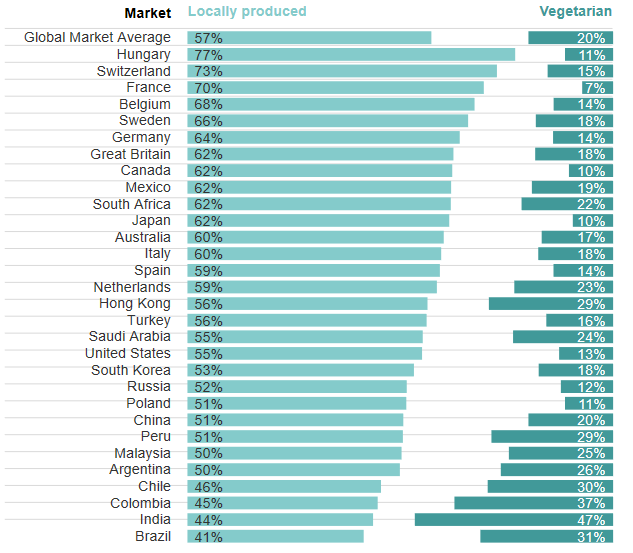 Market Locally produced Vegetarian
Global Market Average 57% 20%
Hungary 77% 11%
Switzerland 73% 15%
France 70% 7%
Belgium 68% 14%
Sweden 66% 18%
Germany 64% 14%
Great Britain 62% 18%
Canada 62% 10%
Mexico 62% 19%
South Africa 62% 22%
Japan 62% 10%
Australia 60% 17%
Italy 60% 18%
Spain 59% 14%
Netherlands 59% 23%
Hong Kong 56% 29%
Turkey 56% 16%
Saudi Arabia 55% 24%
United States 55% 13%
South Korea 53% 18%
Russia 52% 12%
Poland 51% 11%
China 51% 20%
Peru 51% 29%
Malaysia 50% 25%
Argentina 50% 26%
Chile 46% 30%
Colombia 45% 37%
India 44% 47%
Brazil 41% 31%